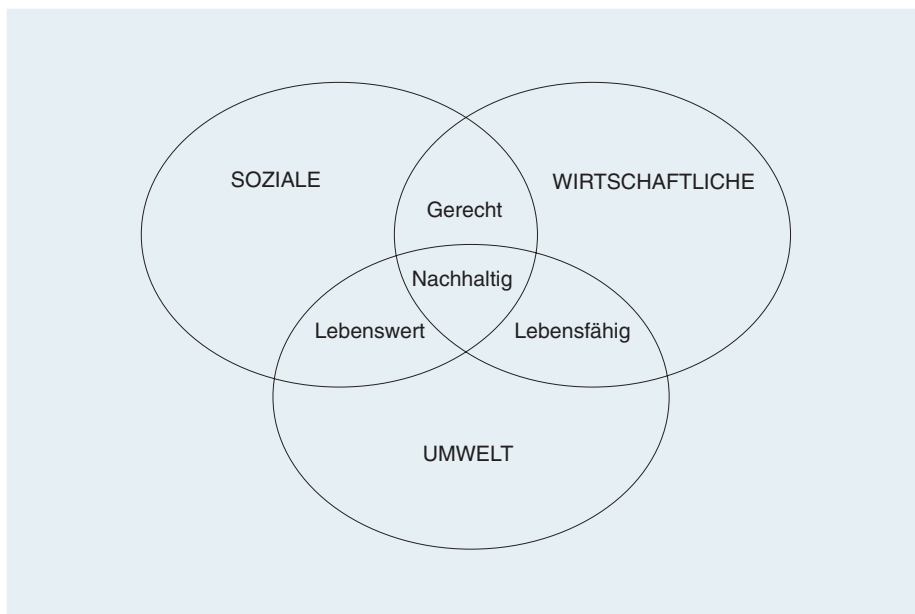 SOZIALE
WIRTSCHAFTLICHE
Gerecht
Nachhaltig
Lebenswert
Lebensfähig
UMWELT